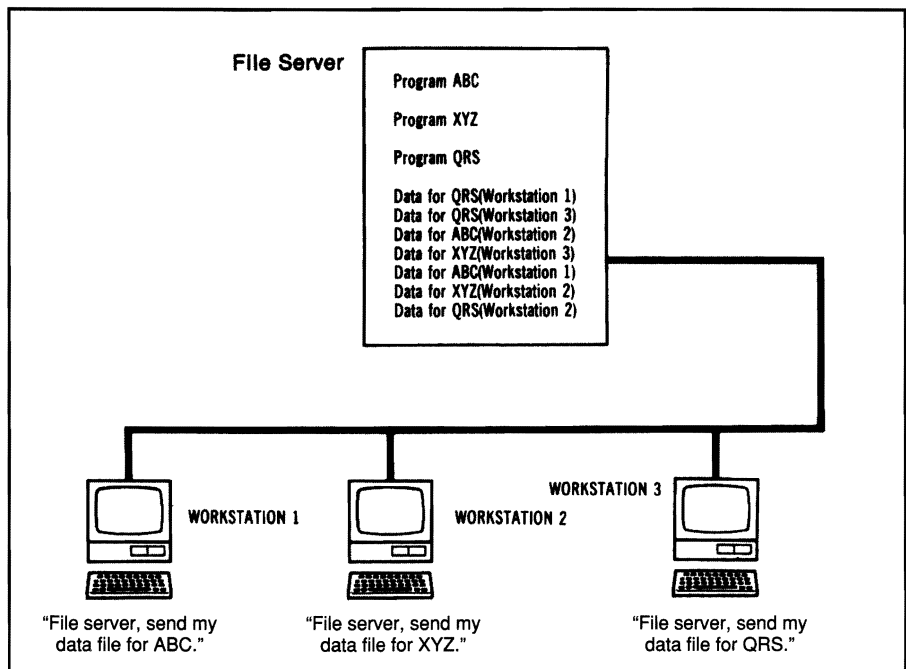 File Server
Program ABC
Program XYZ
Program QRS
Data for QRS(Workstation 1)
Data for QRS(Workstation 3)
Data for ABC(Workstation 2)
Data for XYZ(Workstation 3)
Data for ABC(Workstation 1)
Data for XYZ(Workstation 2)
Data for QRS(Workstation 2)
WORKSTATION 1
WORKSTATION 2
WORKSTATION 3
“File server, send my
data file for ABC.”
“File server, send my
data file for XYZ.”
“File server, send my
data file for QRS.”